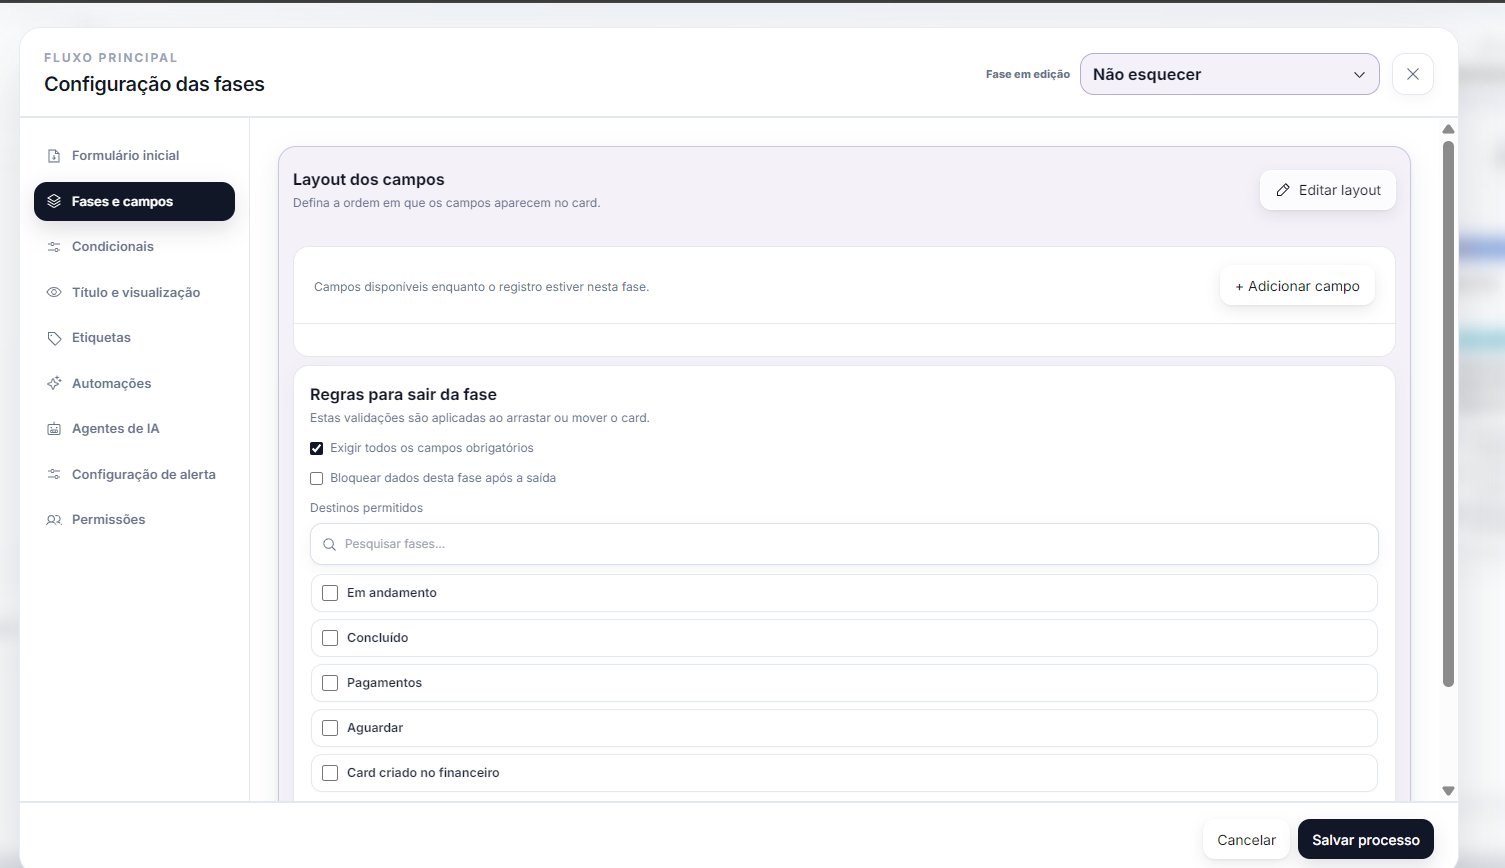 FLUXO PRINCIPAL
Configuração das fases
Fase em edição
Não esquecer
Formulário inicial
Fases e campos
Condicionais
Título e visualização
Etiquetas
Automações
Agentes de IA
Configuração de alerta
Permissões
Layout dos campos
Defina a ordem em que os campos aparecem no card.
Editar layout
Campos disponíveis enquanto o registro estiver nesta fase.
+ Adicionar campo
Regras para sair da fase
Estas validações são aplicadas ao arrastar ou mover o card.
Exigir todos os campos obrigatórios
Bloquear dados desta fase após a saída
Destinos permitidos
Pesquisar fases...
Em andamento
Concluído
Pagamentos
Aguardar
Card criado no financeiro
Cancelar
Salvar processo